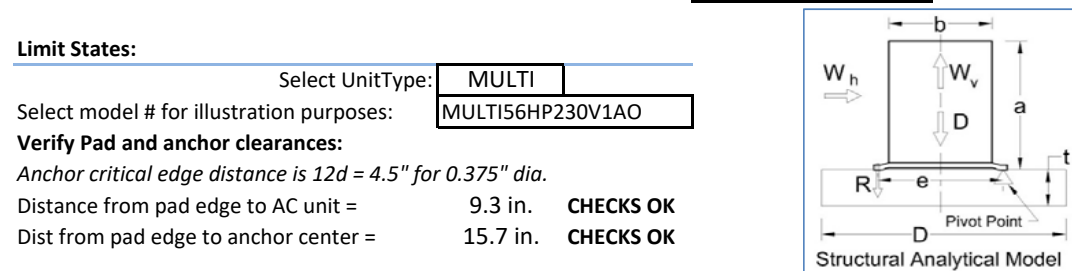 Limit States:
Select UnitType: MULTI
Select model # for illustration purposes: MULTI56HP230V1AO
Verify Pad and anchor clearances:
Anchor critical edge distance is 12d = 4.5" for 0.375" dia.
Distance from pad edge to AC unit = 9.3 in. CHECKS OK
Dist from pad edge to anchor center = 15.7 in. CHECKS OK
b
Wh
Wv
a
D
t
R
e
Pivot Point
D
Structural Analytical Model